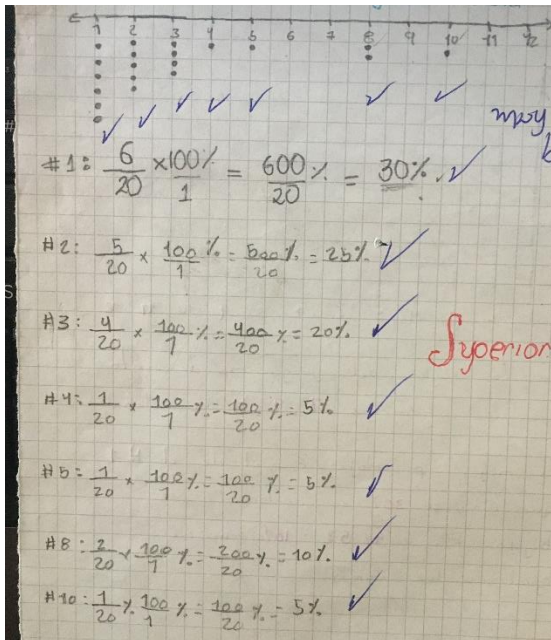 1 2 3 4 5 6 7 8 9 10 11 12
muy
#1: 6/20 × 100%/1 = 600/20 % = 30%.
#2: 5/20 × 100/1 % = 500/20 % = 25%.
#3: 4/20 × 100/1 % = 400/20 % = 20%.
Superior
#4: 1/20 × 100/1 % = 100/20 % = 5%.
#5: 1/20 × 100/1 % = 100/20 % = 5%.
#8: 2/20 × 100/1 % = 200/20 % = 10%.
#10: 1/20 % 100/1 % = 100/20 % = 5%